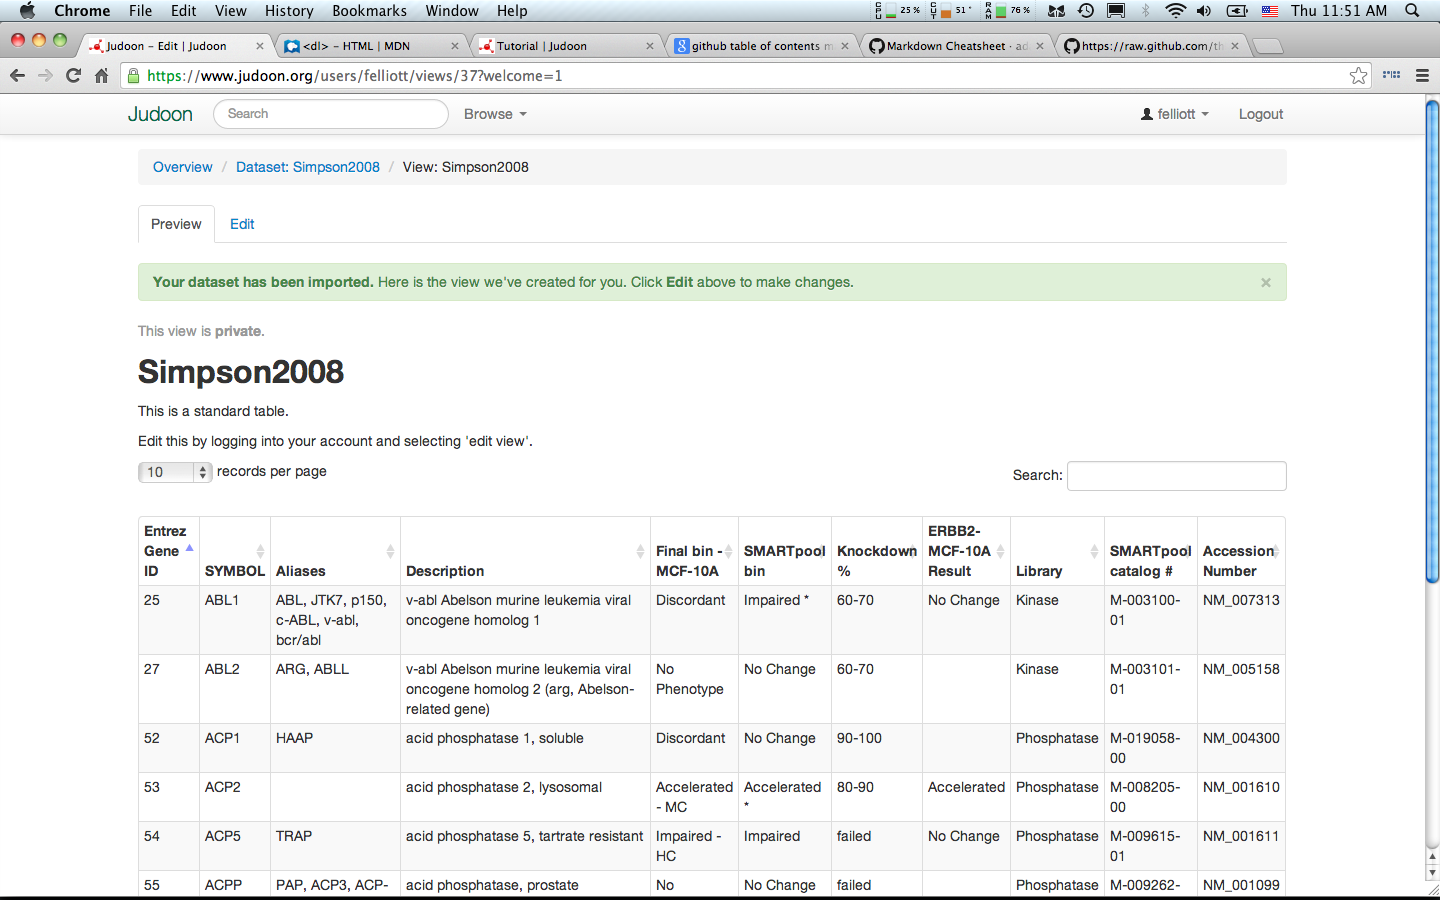 Chrome File Edit View History Bookmarks Window Help CPU 25% 51° RAM 76% Thu 11:51 AM
Judoon – Edit | Judoon × <dl> – HTML | MDN × Tutorial | Judoon × github table of contents m × Markdown Cheatsheet · ad × https://raw.github.com/th ×
https://www.judoon.org/users/felliott/views/37?welcome=1
Judoon Search Browse felliott Logout
Overview / Dataset: Simpson2008 / View: Simpson2008
Preview Edit
Your dataset has been imported. Here is the view we've created for you. Click Edit above to make changes. ×
This view is private.
Simpson2008
This is a standard table.
Edit this by logging into your account and selecting 'edit view'.
10 records per page Search:
Entrez ERBB2-
Gene Final bin - SMARTpool Knockdown MCF-10A SMARTpool Accession
ID SYMBOL Aliases Description MCF-10A bin % Result Library catalog # Number
25 ABL1 ABL, JTK7, p150, v-abl Abelson murine leukemia viral Discordant Impaired * 60-70 No Change Kinase M-003100- NM_007313
c-ABL, v-abl, oncogene homolog 1 01
bcr/abl
27 ABL2 ARG, ABLL v-abl Abelson murine leukemia viral No No Change 60-70 Kinase M-003101- NM_005158
oncogene homolog 2 (arg, Abelson- Phenotype 01
related gene)
52 ACP1 HAAP acid phosphatase 1, soluble Discordant No Change 90-100 Phosphatase M-019058- NM_004300
00
53 ACP2 acid phosphatase 2, lysosomal Accelerated Accelerated 80-90 Accelerated Phosphatase M-008205- NM_001610
- MC * 00
54 ACP5 TRAP acid phosphatase 5, tartrate resistant Impaired - Impaired failed No Change Phosphatase M-009615- NM_001611
HC 01
55 ACPP PAP, ACP3, ACP- acid phosphatase, prostate No No Change failed Phosphatase M-009262- NM_001099